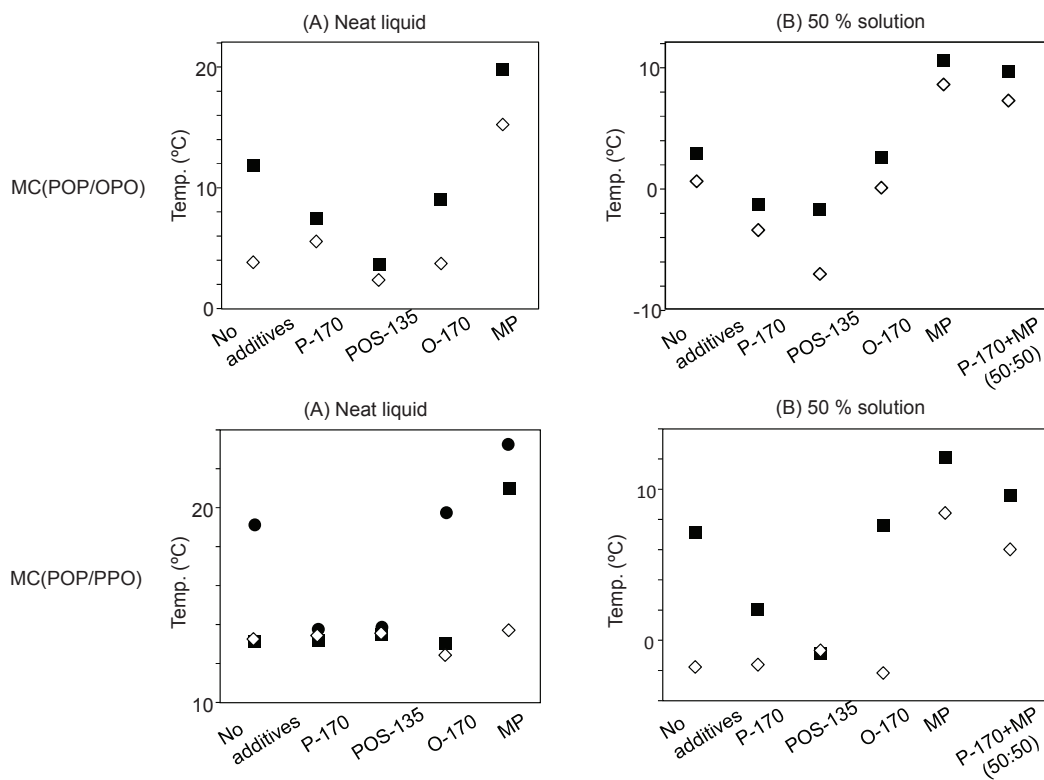 (A) Neat liquid
(B) 50 % solution
MC(POP/OPO)
Temp. (ºC)
20
10
0
No
additives
P-170
POS-135
O-170
MP
Temp. (ºC)
10
0
-10
No
additives
P-170
POS-135
O-170
MP
P-170+MP
(50:50)
(A) Neat liquid
(B) 50 % solution
MC(POP/PPO)
Temp. (ºC)
20
10
No
additives
P-170
POS-135
O-170
MP
Temp. (ºC)
10
0
No
additives
P-170
POS-135
O-170
MP
P-170+MP
(50:50)